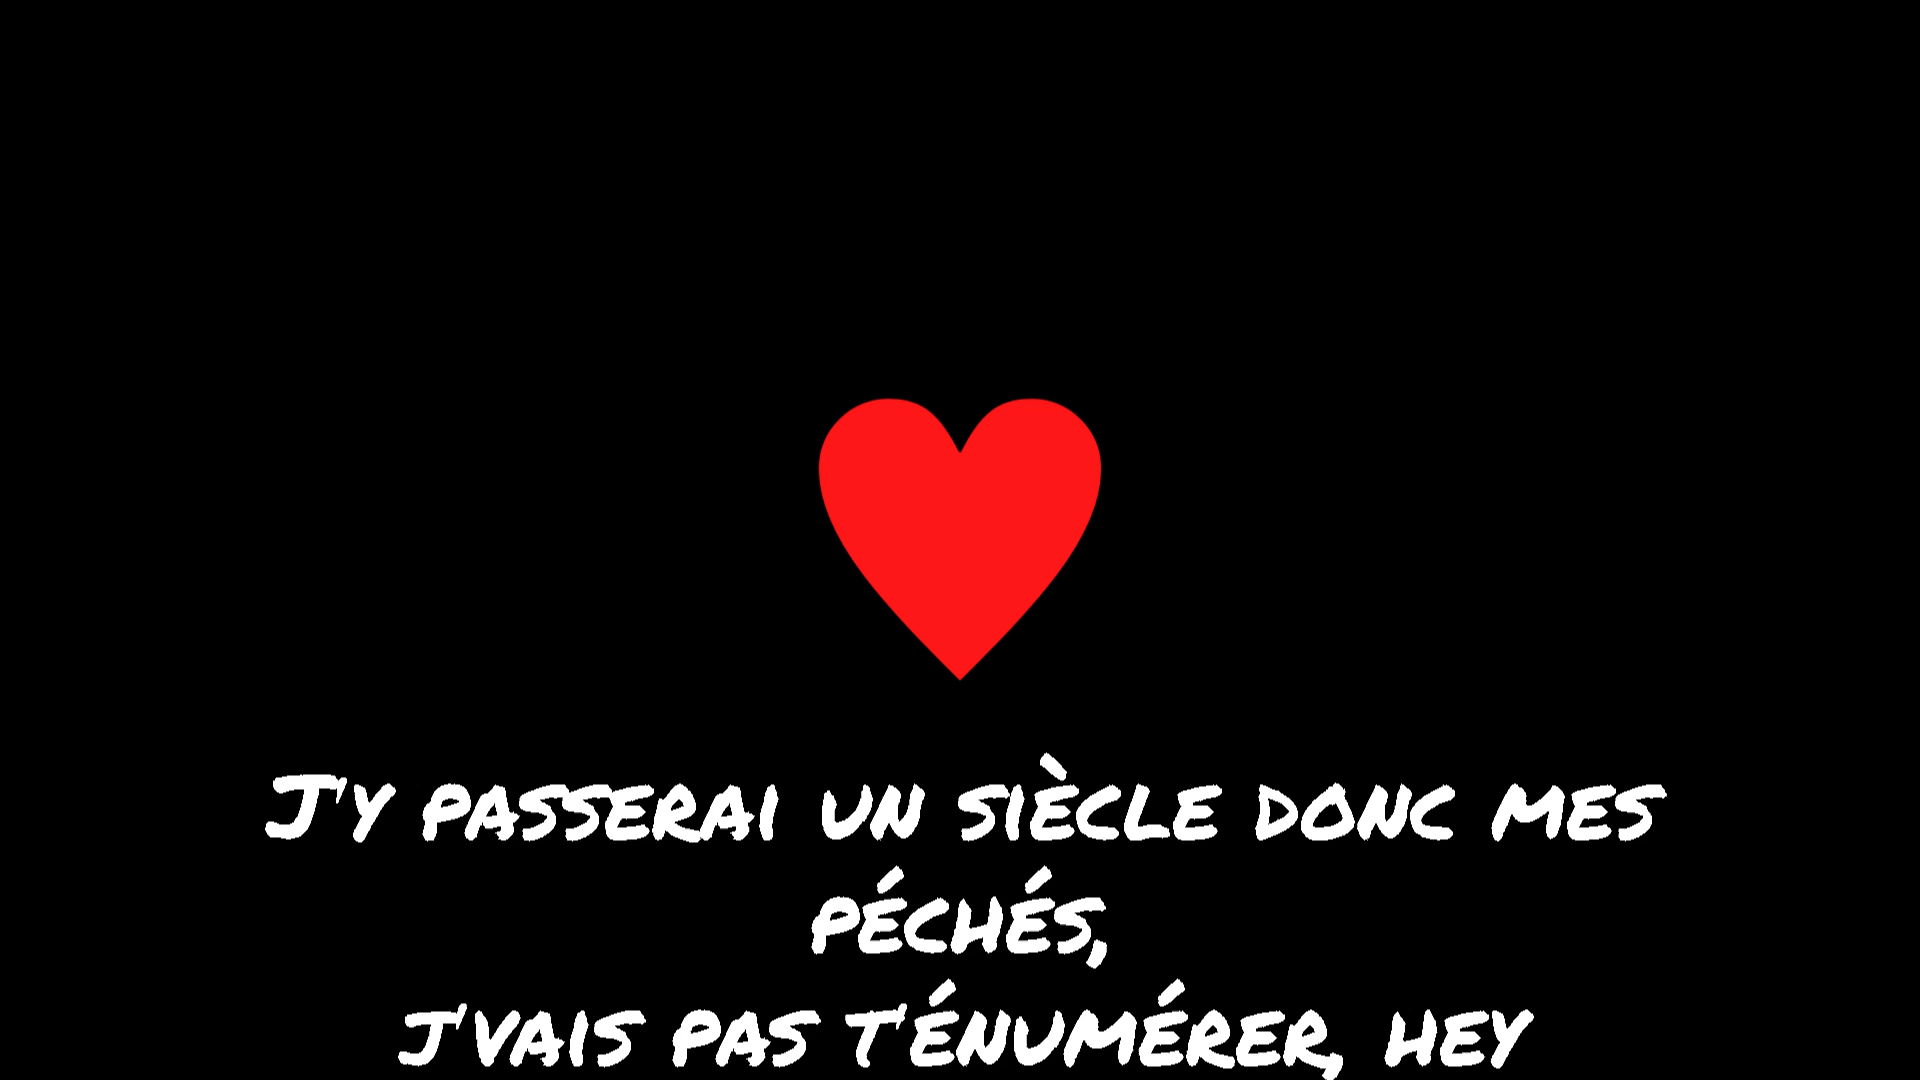 J'y passerai un siècle donc mes
péchés,
j'vais pas t'énumérer, hey